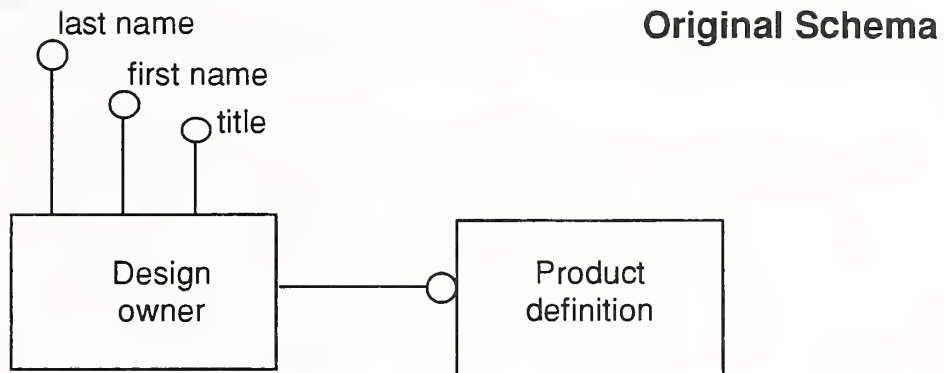 Original Schema
last name
first name
title
Design
owner
Product
definition